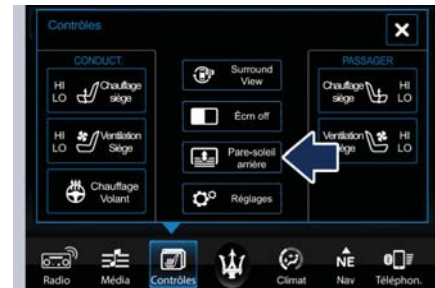 Contrôles
CONDUCT.
PASSAGER
HI
LO
Chauffage
siège
Surround
View
Chauffage
siège
HI
LO
Écrn off
HI
LO
Ventilation
Siège
Pare-soleil
arrière
Ventilation
Siège
HI
LO
Chauffage
Volant
Réglages
Radio
Média
Contrôles
Climat
NE
Nav
Téléphon.